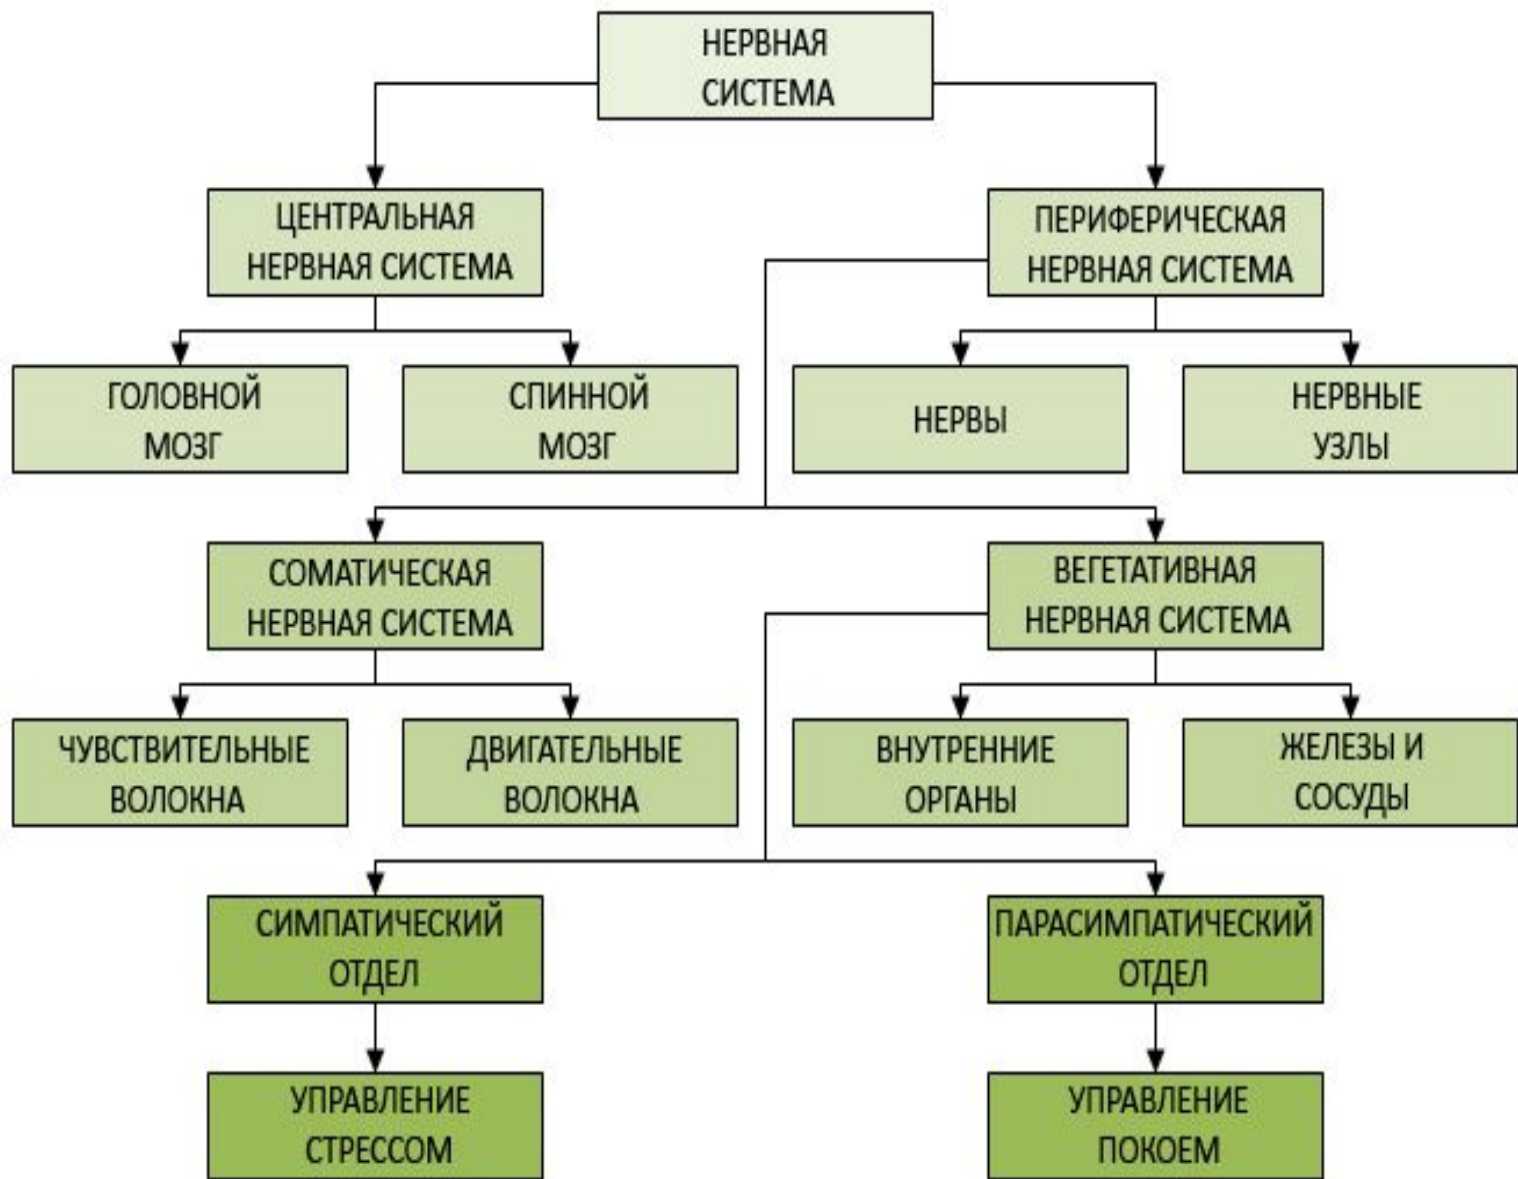 НЕРВНАЯ
СИСТЕМА
ЦЕНТРАЛЬНАЯ
НЕРВНАЯ СИСТЕМА
ПЕРИФЕРИЧЕСКАЯ
НЕРВНАЯ СИСТЕМА
ГОЛОВНОЙ
МОЗГ
СПИННОЙ
МОЗГ
НЕРВЫ
НЕРВНЫЕ
УЗЛЫ
СОМАТИЧЕСКАЯ
НЕРВНАЯ СИСТЕМА
ВЕГЕТАТИВНАЯ
НЕРВНАЯ СИСТЕМА
ЧУВСТВИТЕЛЬНЫЕ
ВОЛОКНА
ДВИГАТЕЛЬНЫЕ
ВОЛОКНА
ВНУТРЕННИЕ
ОРГАНЫ
ЖЕЛЕЗЫ И
СОСУДЫ
СИМПАТИЧЕСКИЙ
ОТДЕЛ
ПАРАСИМПАТИЧЕСКИЙ
ОТДЕЛ
УПРАВЛЕНИЕ
СТРЕССОМ
УПРАВЛЕНИЕ
ПОКОЕМ